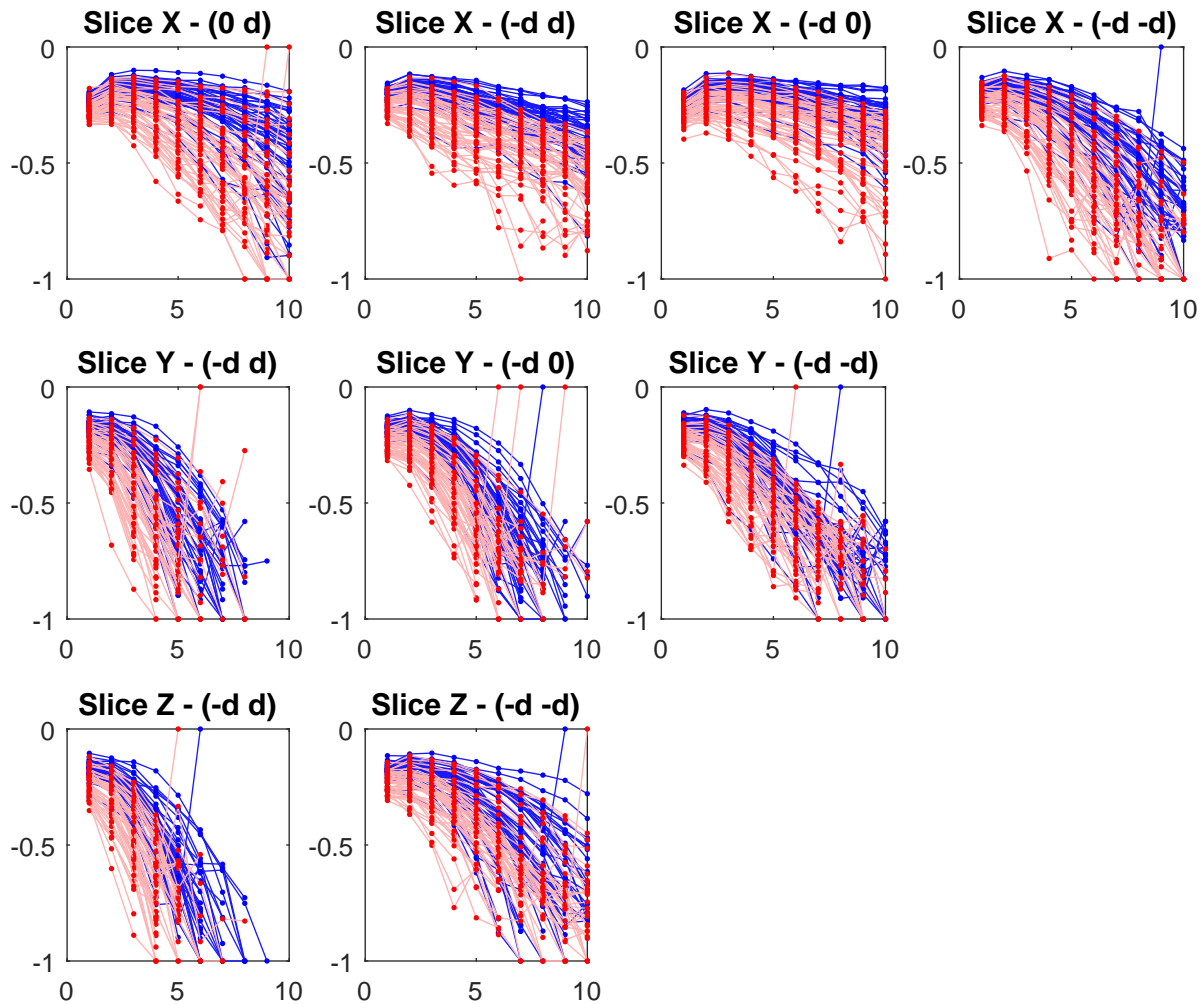 Slice X - (0 d) Slice X - (-d d) Slice X - (-d 0) Slice X - (-d -d)
0 0 0 0
-0.5 -0.5 -0.5 -0.5
-1 -1 -1 -1
0 5 10 0 5 10 0 5 10 0 5 10
Slice Y - (-d d) Slice Y - (-d 0) Slice Y - (-d -d)
0 0 0
-0.5 -0.5 -0.5
-1 -1 -1
0 5 10 0 5 10 0 5 10
Slice Z - (-d d) Slice Z - (-d -d)
0 0
-0.5 -0.5
-1 -1
0 5 10 0 5 10